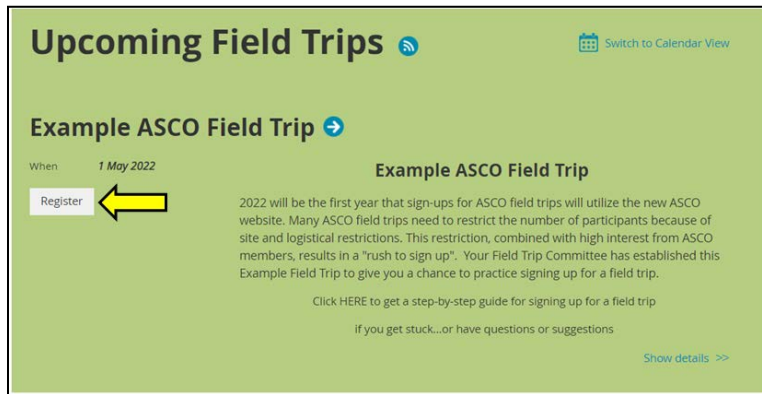 Upcoming Field Trips
Switch to Calendar View
Example ASCO Field Trip
When 1 May 2022
Register
Example ASCO Field Trip
2022 will be the first year that sign-ups for ASCO field trips will utilize the new ASCO
website. Many ASCO field trips need to restrict the number of participants because of
site and logistical restrictions. This restriction, combined with high interest from ASCO
members, results in a "rush to sign up". Your Field Trip Committee has established this
Example Field Trip to give you a chance to practice signing up for a field trip.
Click HERE to get a step-by-step guide for signing up for a field trip
if you get stuck...or have questions or suggestions
Show details >>